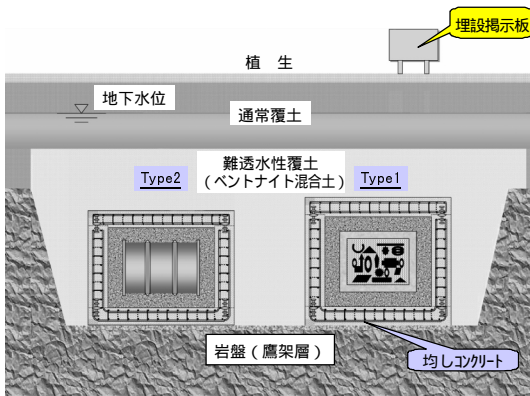 埋設掲示板
植 生
地下水位
通常覆土
難透水性覆土
（ベントナイト混合土）
Type2
Type1
岩盤（鷹架層）
均しコンクリート